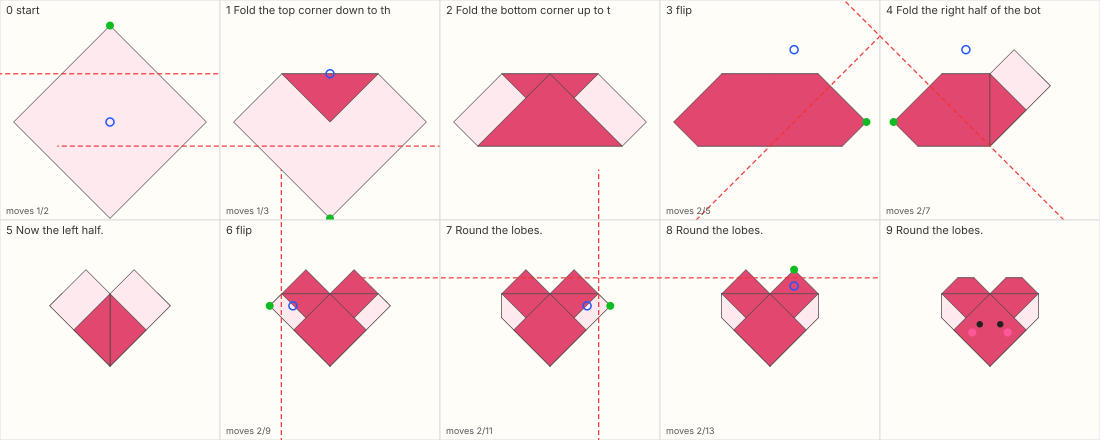 0 start
1 Fold the top corner down to th
2 Fold the bottom corner up to t
3 flip
4 Fold the right half of the bot
moves 1/2
moves 1/3
moves 2/5
moves 2/7
5 Now the left half.
6 flip
7 Round the lobes.
8 Round the lobes.
9 Round the lobes.
moves 2/9
moves 2/11
moves 2/13